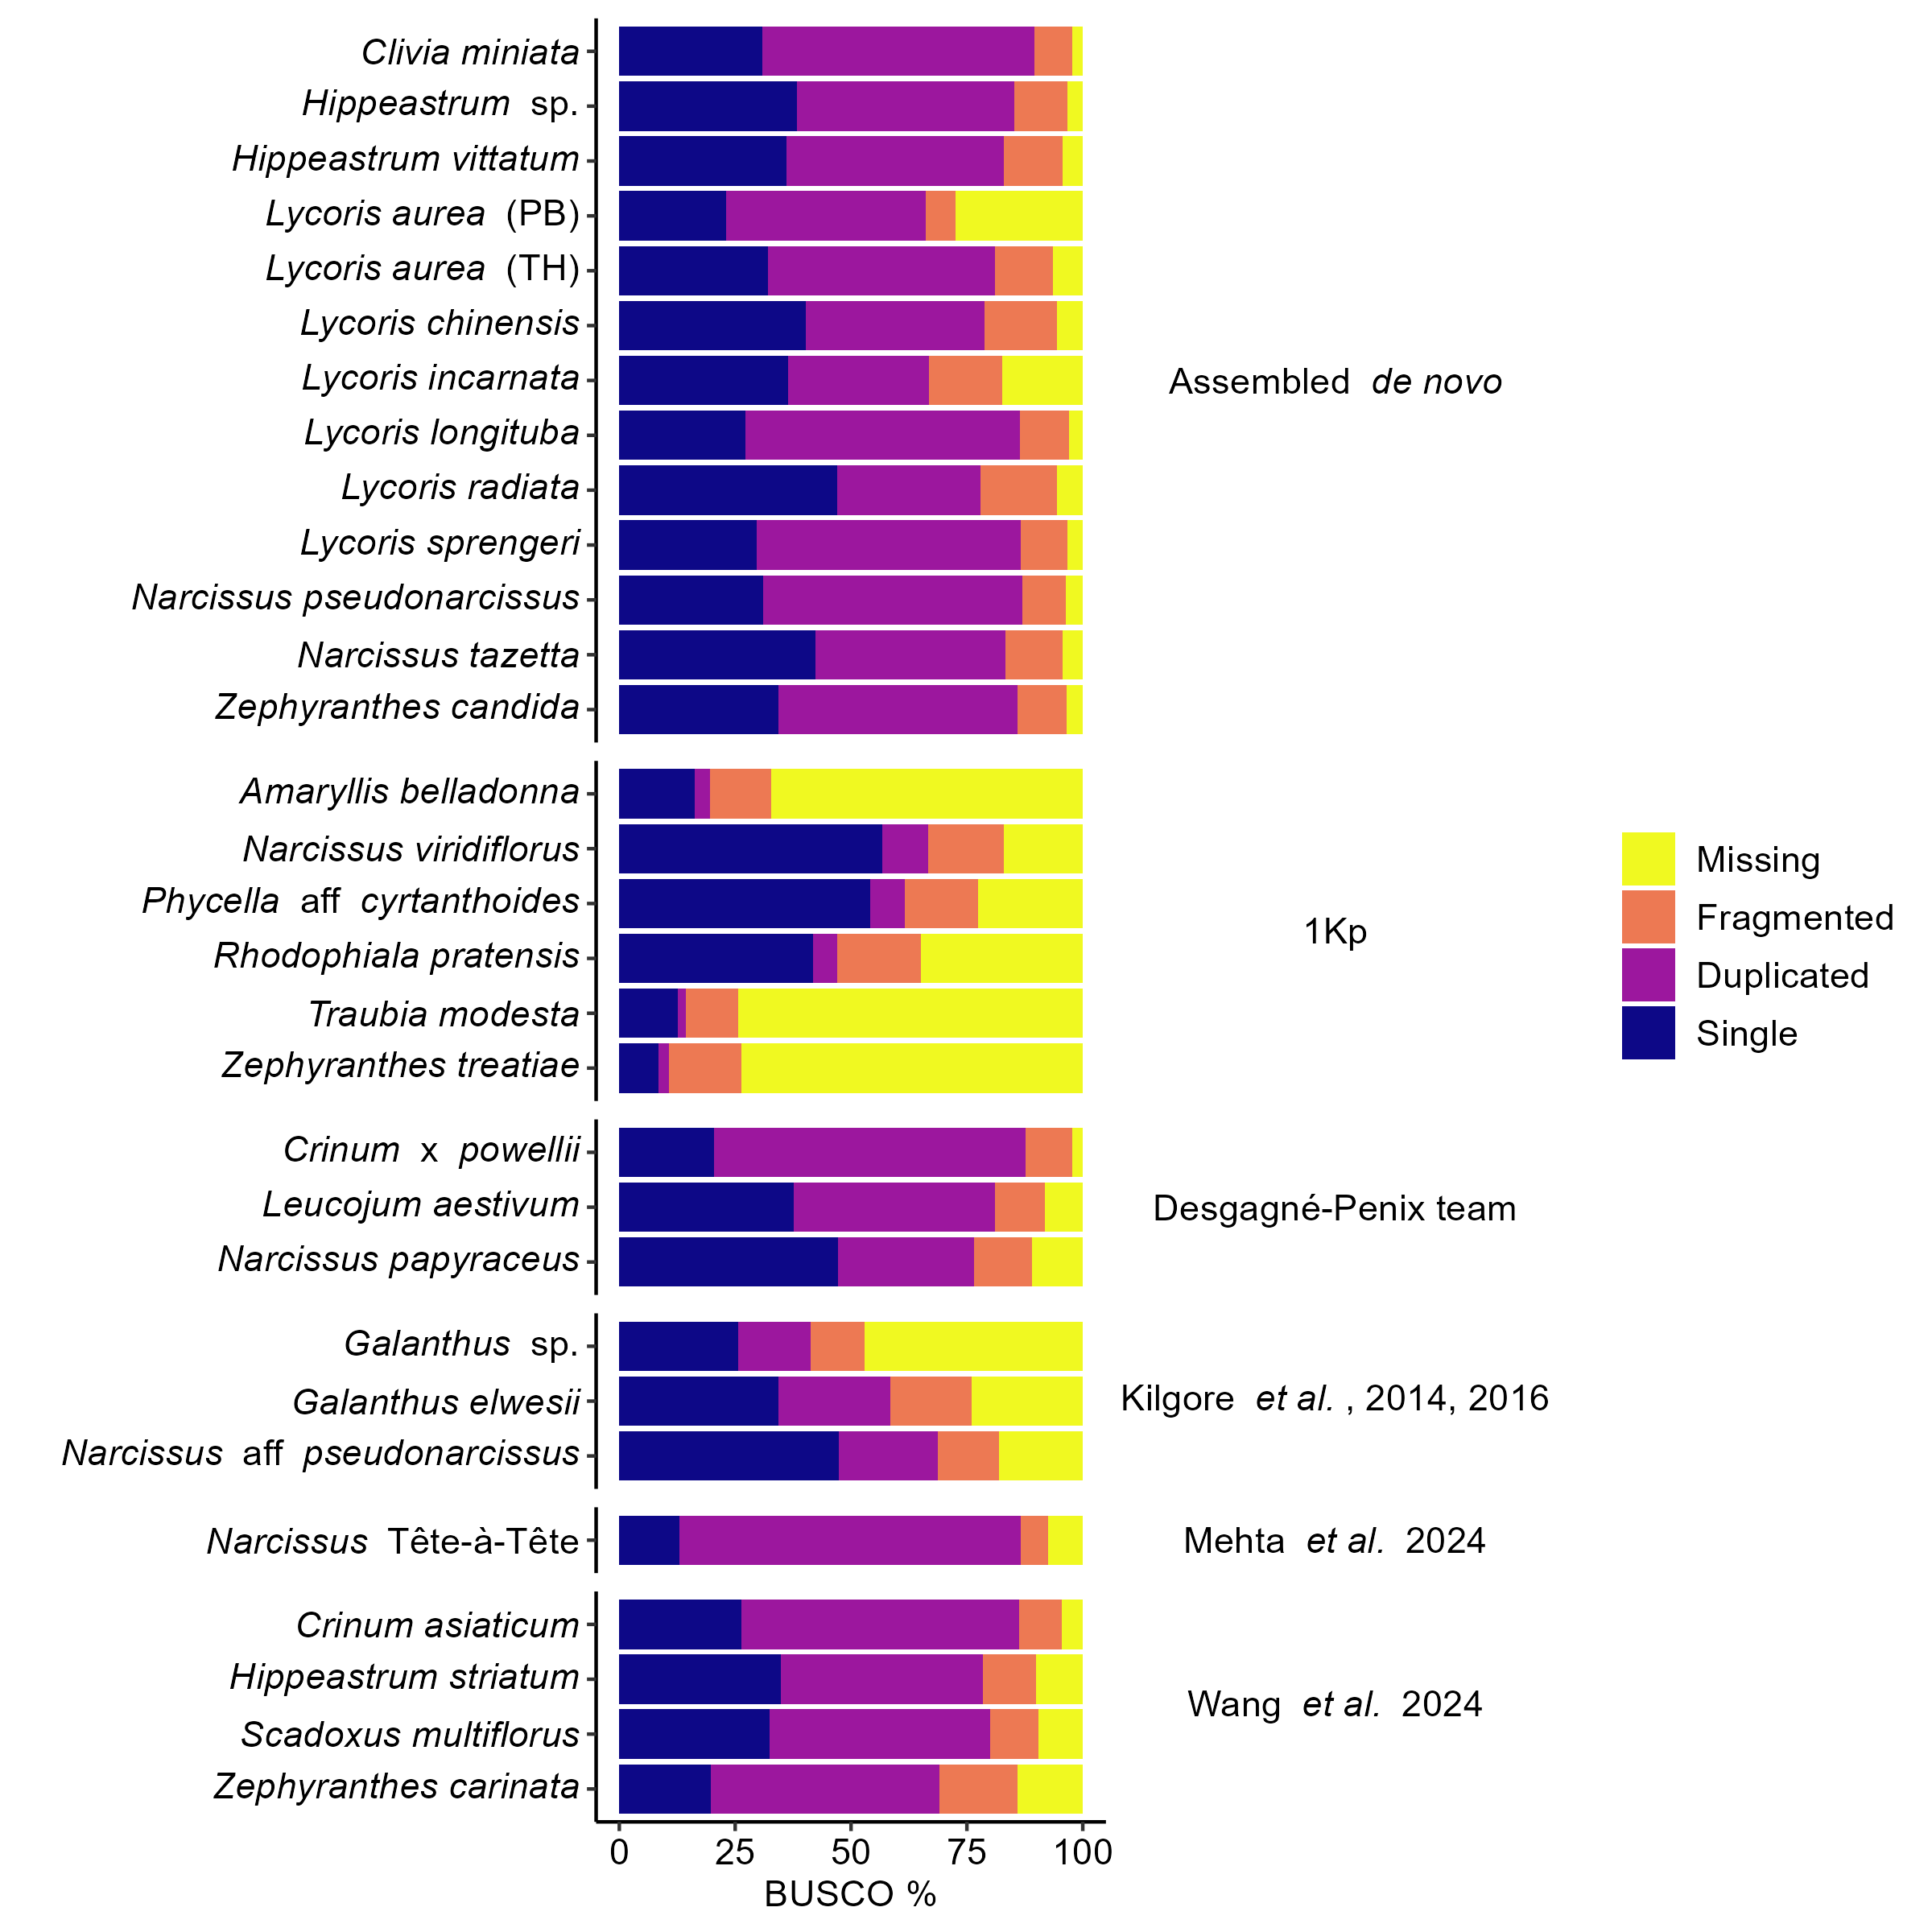 Clivia miniata
Hippeastrum sp.
Hippeastrum vittatum
Lycoris aurea (PB)
Lycoris aurea (TH)
Lycoris chinensis
Lycoris incarnata
Lycoris longituba
Lycoris radiata
Lycoris sprengeri
Narcissus pseudonarcissus
Narcissus tazetta
Zephyranthes candida
Assembled de novo
Amaryllis belladonna
Narcissus viridiflorus
Phycella aff cyrtanthoides
Rhodophiala pratensis
Traubia modesta
Zephyranthes treatiae
1Kp
Crinum x powellii
Leucojum aestivum
Narcissus papyraceus
Desgagné-Penix team
Galanthus sp.
Galanthus elwesii
Narcissus aff pseudonarcissus
Kilgore et al. , 2014, 2016
Narcissus Tête-à-Tête
Mehta et al. 2024
Crinum asiaticum
Hippeastrum striatum
Scadoxus multiflorus
Zephyranthes carinata
Wang et al. 2024
0 25 50 75 100
BUSCO %
Missing
Fragmented
Duplicated
Single